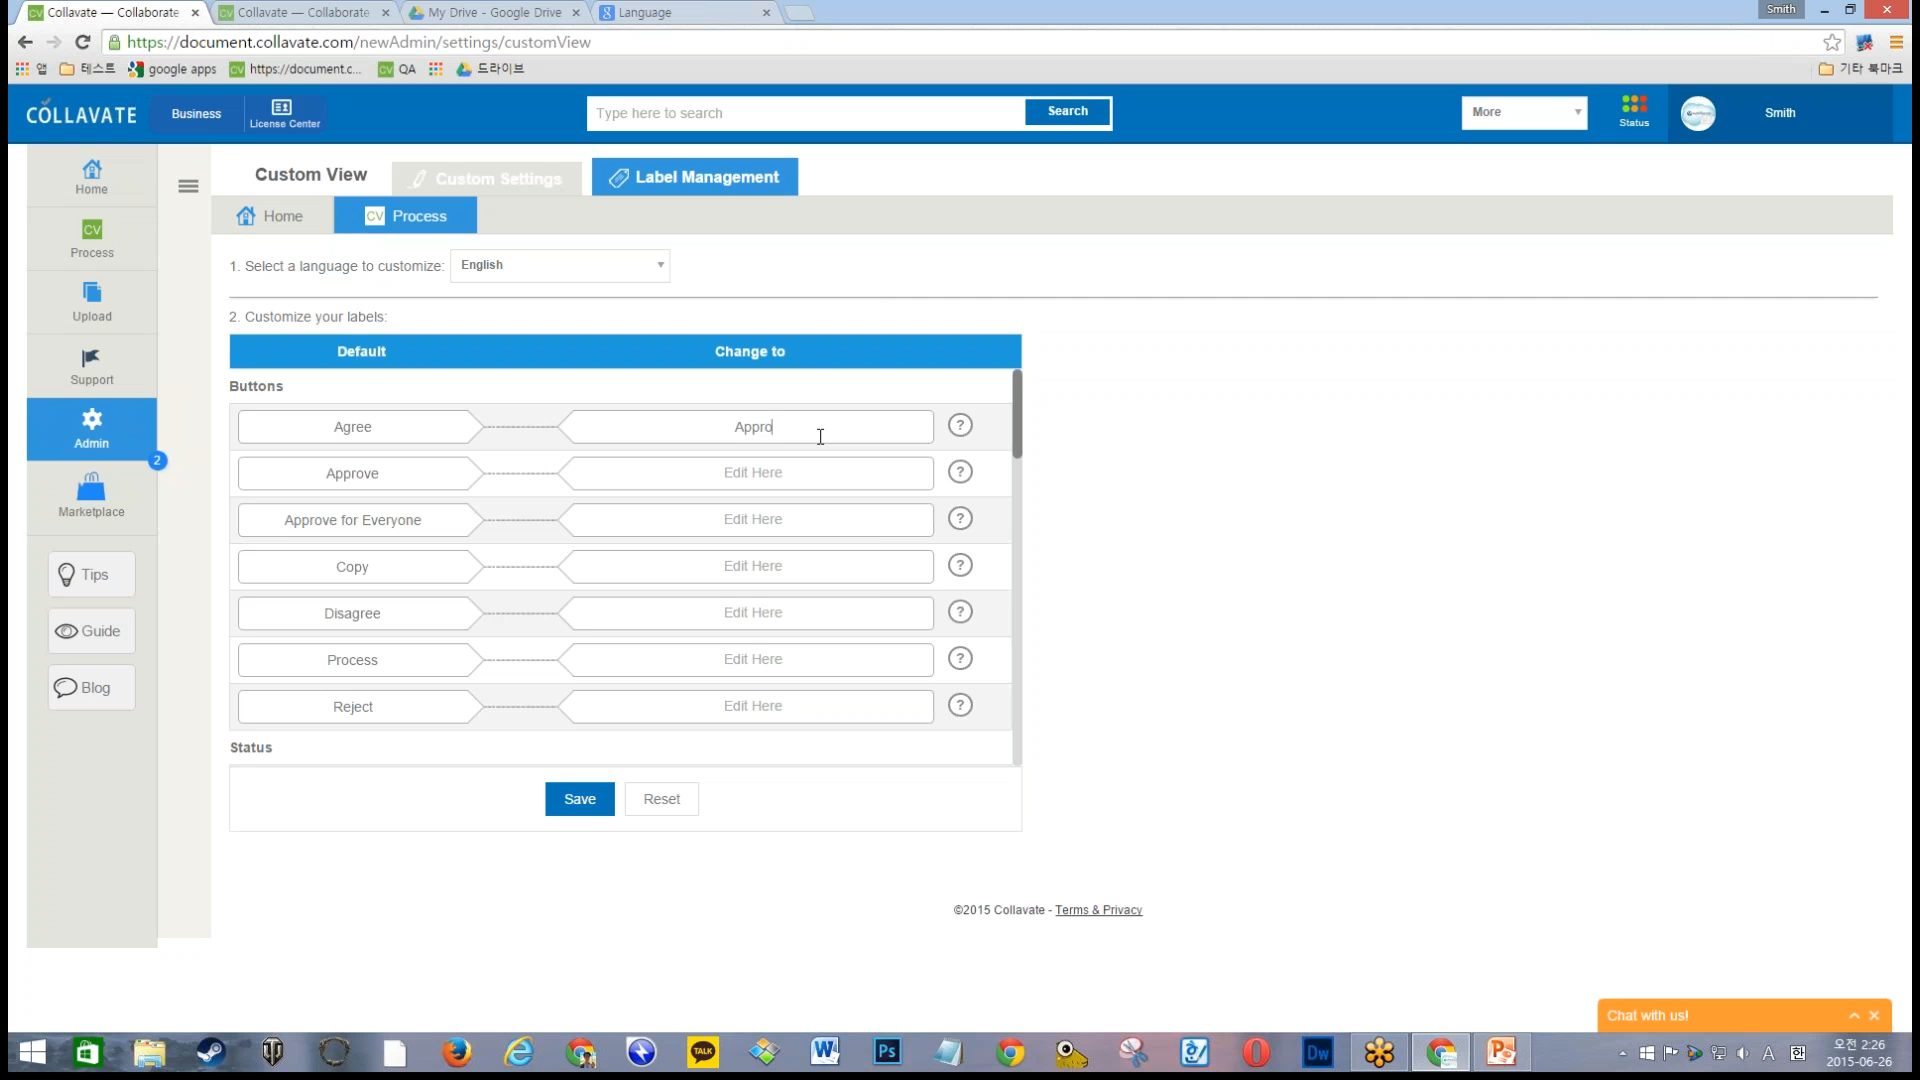 Collavate — Collaborate
Collavate — Collaborate
My Drive - Google Drive
Language
Smith
https://document.collavate.com/newAdmin/settings/customView
앱
테스트
google apps
https://document.c...
QA
드라이브
기타 북마크
COLLAVATE
Business
License Center
Type here to search
Search
More
Status
Smith
Home
Process
Upload
Support
Admin
2
Marketplace
Tips
Guide
Blog
Custom View
Custom Settings
Label Management
Home
CV Process
1. Select a language to customize: English
2. Customize your labels:
Default Change to
Buttons
Agree Appro ?
Approve Edit Here ?
Approve for Everyone Edit Here ?
Copy Edit Here ?
Disagree Edit Here ?
Process Edit Here ?
Reject Edit Here ?
Status
Save Reset
©2015 Collavate - Terms & Privacy
Chat with us!
TALK
Ps
Dw
A
한
오전 2:26
2015-06-26